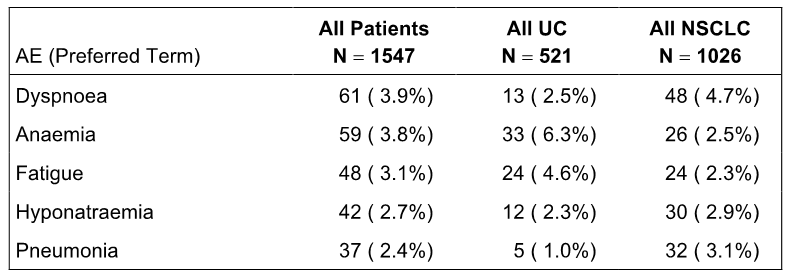 All Patients All UC All NSCLC
AE (Preferred Term) N = 1547 N = 521 N = 1026
Dyspnoea 61 ( 3.9%) 13 ( 2.5%) 48 ( 4.7%)
Anaemia 59 ( 3.8%) 33 ( 6.3%) 26 ( 2.5%)
Fatigue 48 ( 3.1%) 24 ( 4.6%) 24 ( 2.3%)
Hyponatraemia 42 ( 2.7%) 12 ( 2.3%) 30 ( 2.9%)
Pneumonia 37 ( 2.4%) 5 ( 1.0%) 32 ( 3.1%)